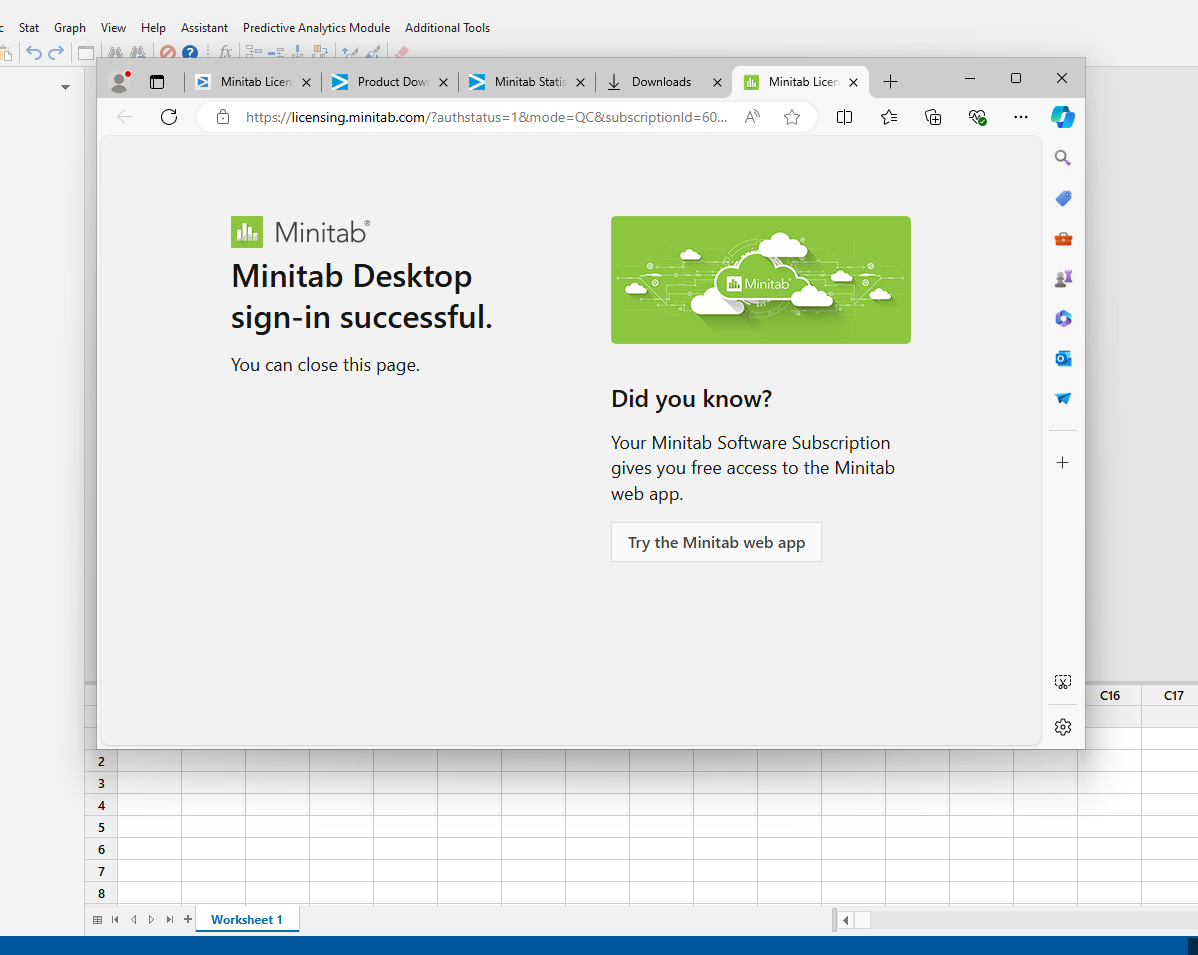 c Stat Graph View Help Assistant Predictive Analytics Module Additional Tools
fx
Minitab Licen Product Dow Minitab Statis Downloads Minitab Licen
https://licensing.minitab.com/?authstatus=1&mode=QC&subscriptionId=60...
Minitab®
Minitab Desktop
sign-in successful.
You can close this page.
Minitab
Did you know?
Your Minitab Software Subscription
gives you free access to the Minitab
web app.
Try the Minitab web app
C16 C17
2
3
4
5
6
7
8
Worksheet 1